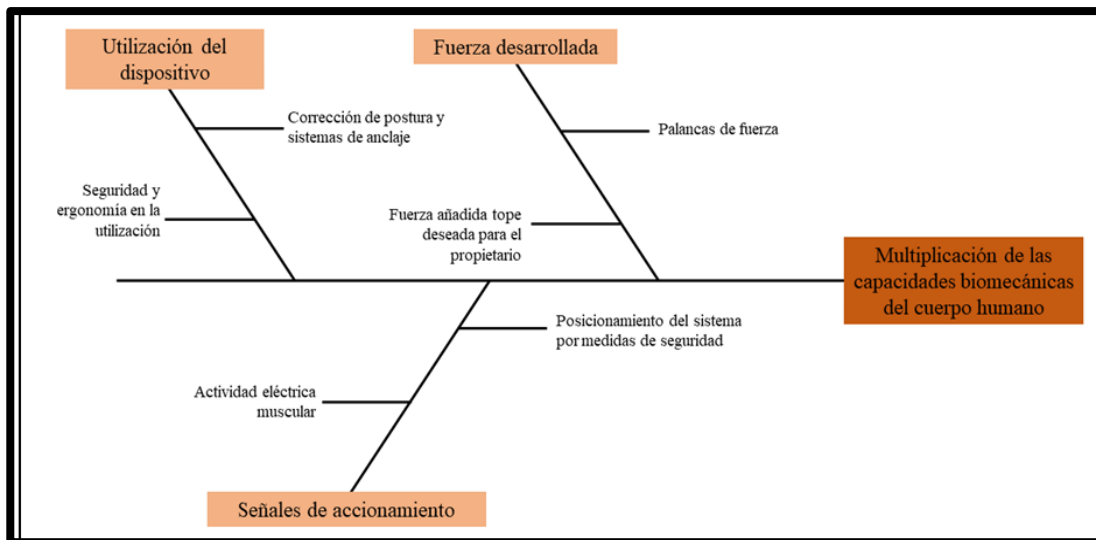 Utilización del
dispositivo
Fuerza desarrollada
Corrección de postura y
sistemas de anclaje
Palancas de fuerza
Seguridad y
ergonomía en la
utilización
Fuerza añadida tope
deseada para el
propietario
Multiplicación de las
capacidades biomecánicas
del cuerpo humano
Posicionamiento del sistema
por medidas de seguridad
Actividad eléctrica
muscular
Señales de accionamiento